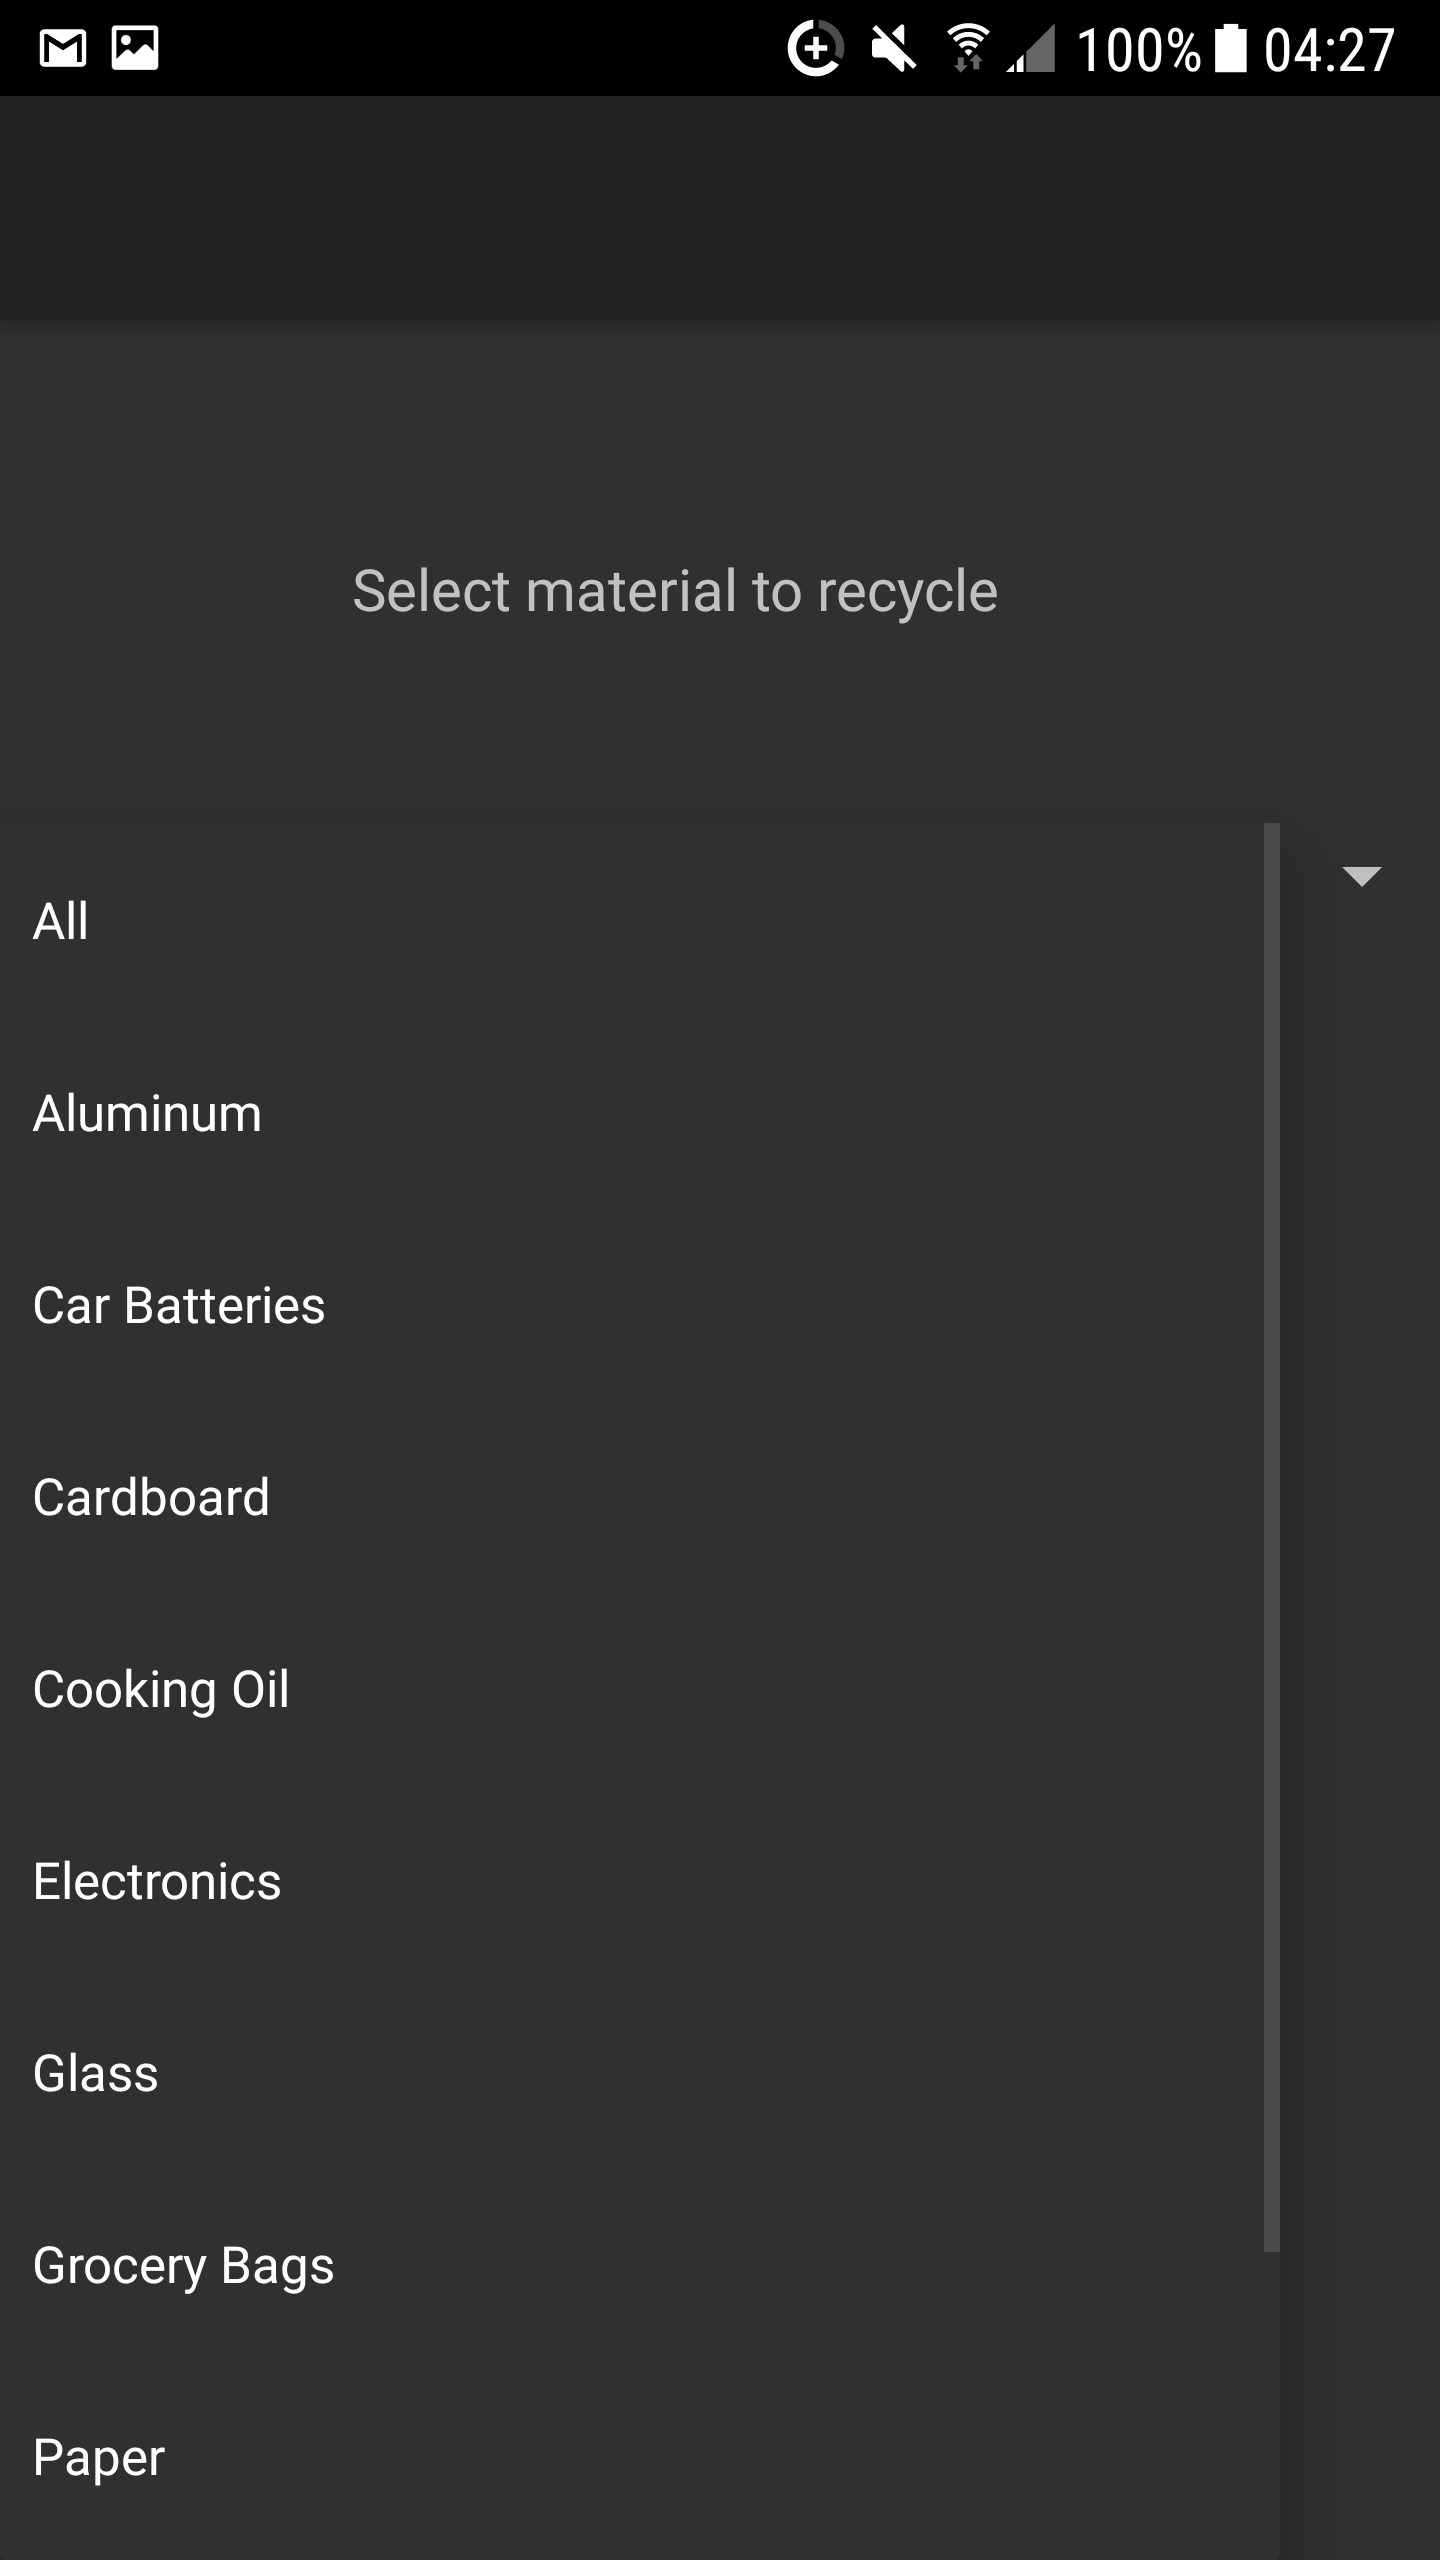 100% 04:27
Select material to recycle
All
Aluminum
Car Batteries
Cardboard
Cooking Oil
Electronics
Glass
Grocery Bags
Paper